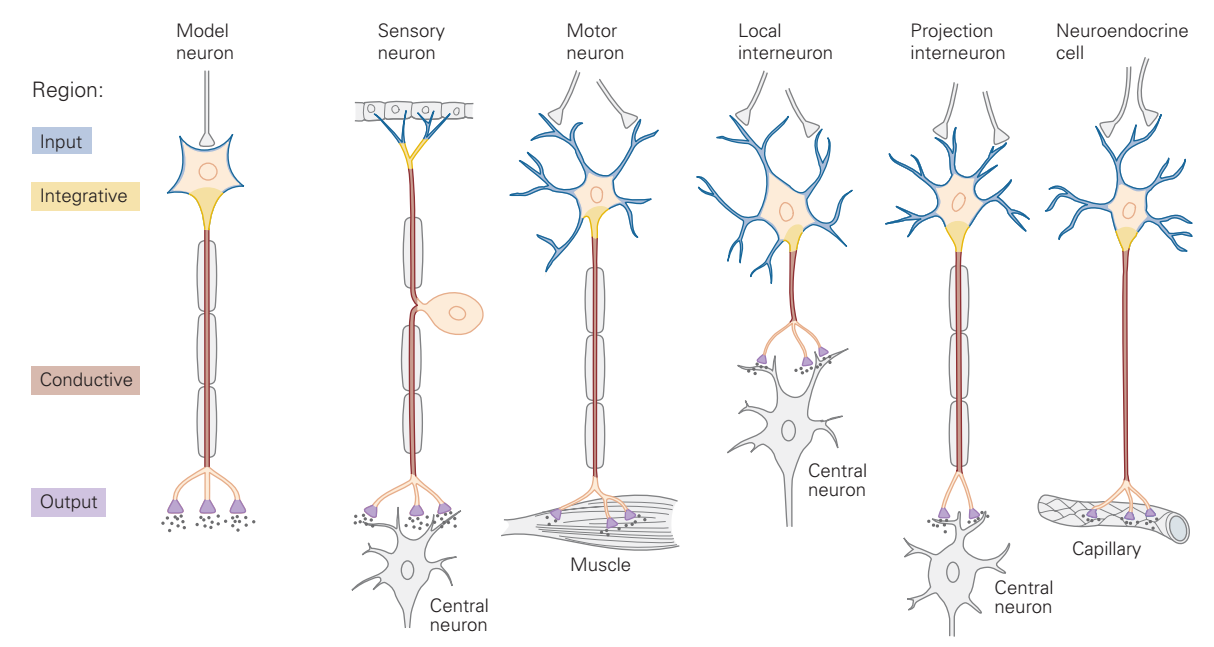 Model
neuron
Sensory
neuron
Motor
neuron
Local
interneuron
Projection
interneuron
Neuroendocrine
cell
Region:
Input
Integrative
Conductive
Output
Central
neuron
Muscle
Central
neuron
Central
neuron
Capillary